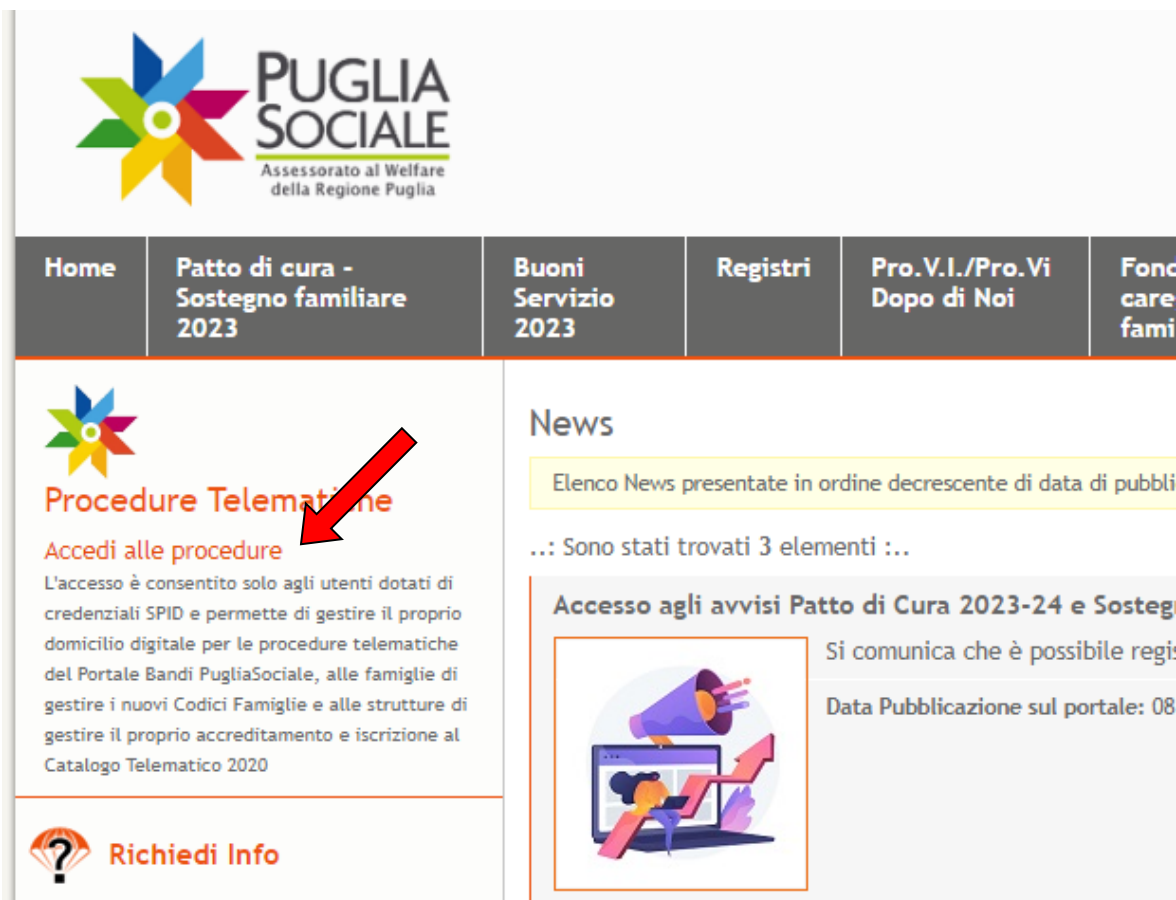 PUGLIA
SOCIALE
Assessorato al Welfare
della Regione Puglia
Home
Patto di cura -
Sostegno familiare
2023
Buoni
Servizio
2023
Registri
Pro.V.I./Pro.Vi
Dopo di Noi
care
Procedure Telematiche
Accedi alle procedure
L'accesso è consentito solo agli utenti dotati di
credenziali SPID e permette di gestire il proprio
domicilio digitale per le procedure telematiche
del Portale Bandi PugliaSociale, alle famiglie di
gestire i nuovi Codici Famiglie e alle strutture di
gestire il proprio accreditamento e iscrizione al
Catalogo Telematico 2020
? Richiedi Info
News
Elenco News presentate in ordine decrescente di data di
..: Sono stati trovati 3 elementi :..
Accesso agli avvisi Patto di Cura 2023-24 e
Si comunica che è possibile
Data Pubblicazione sul portale: 08